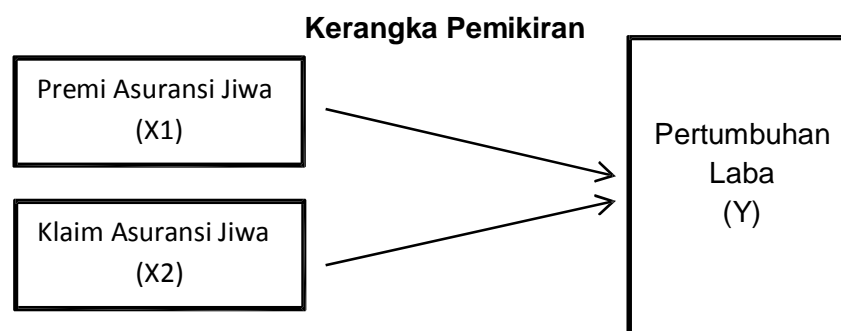 Kerangka Pemikiran
Premi Asuransi Jiwa
(X1)
Klaim Asuransi Jiwa
(X2)
Pertumbuhan
Laba
(Y)